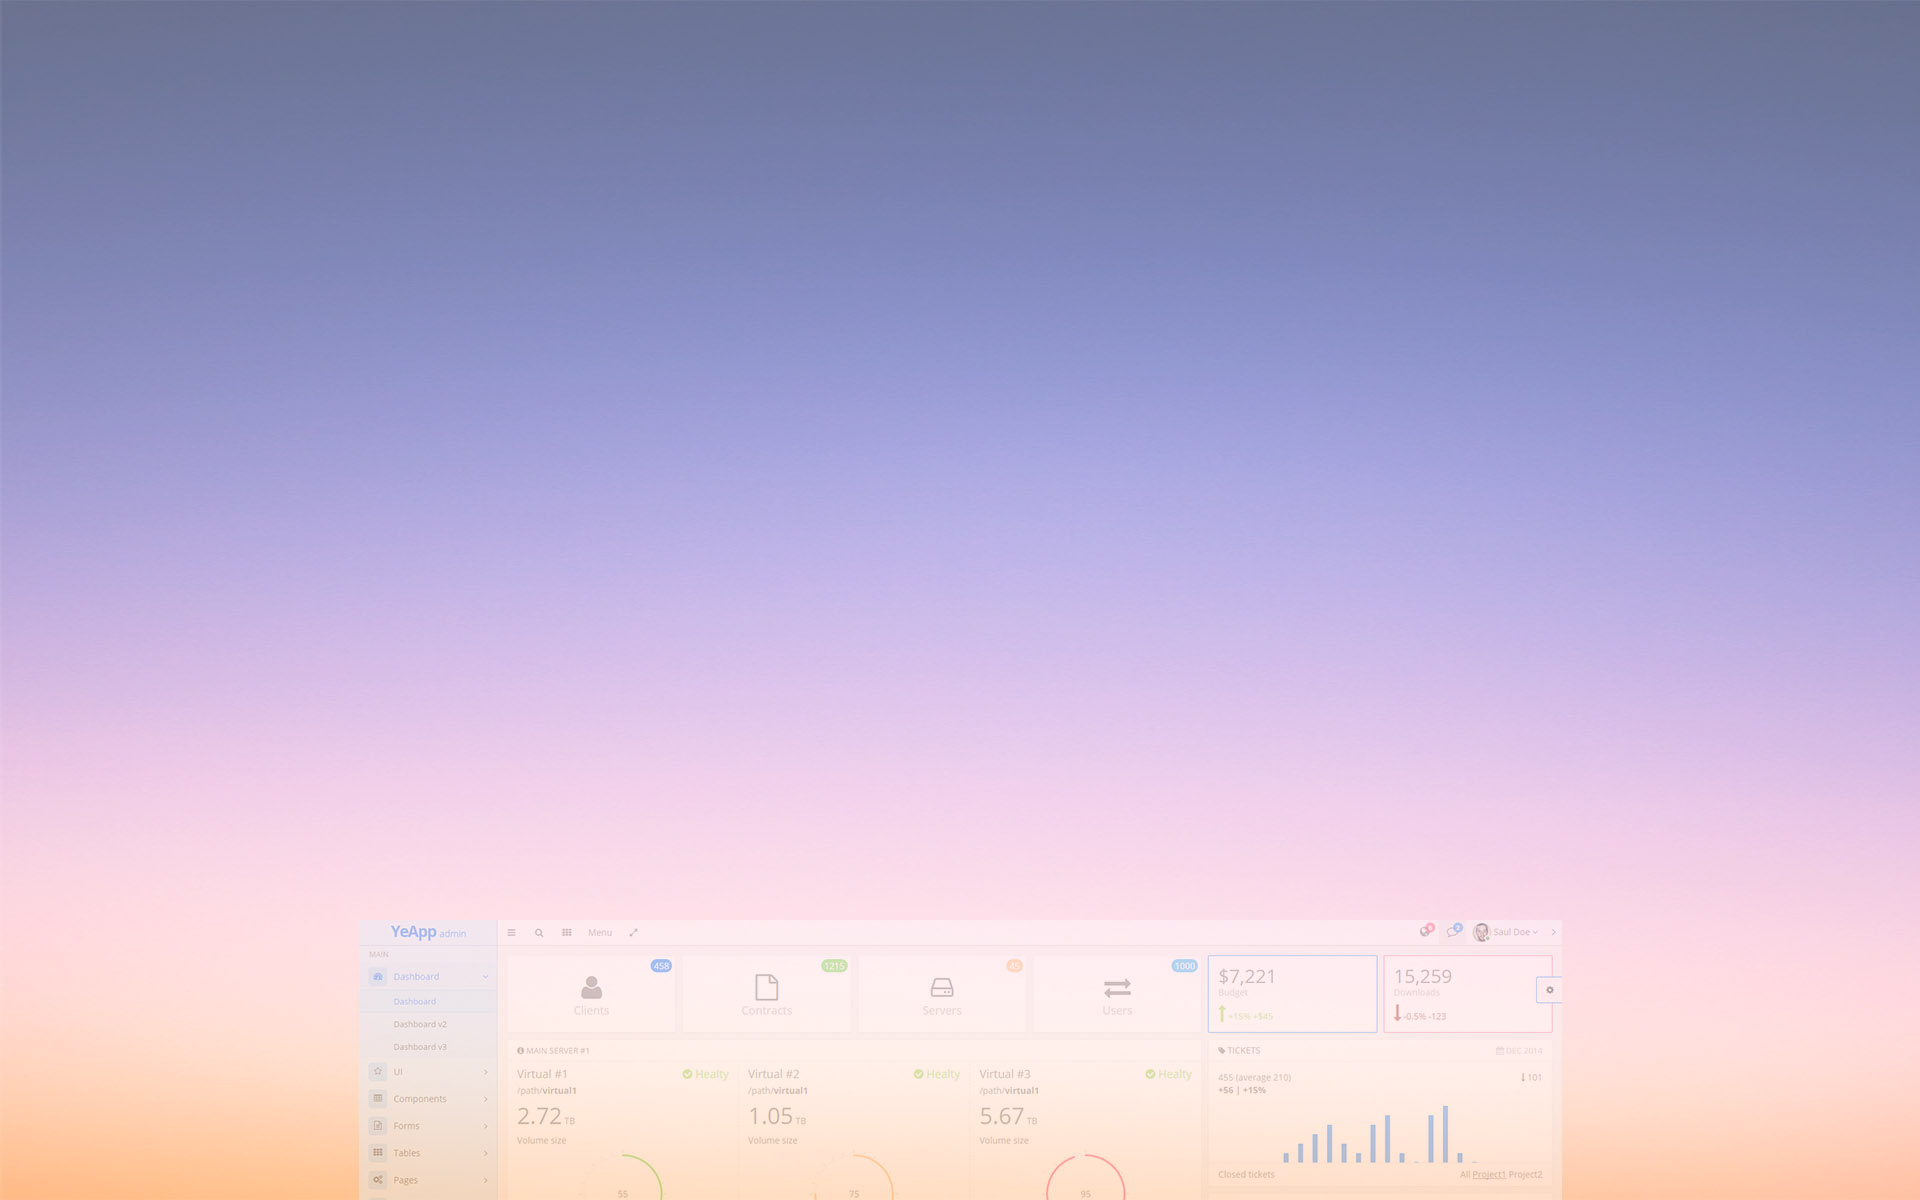 YeApp admin
Menu
6
2
Saul Doe
MAIN
Dashboard
Dashboard
Dashboard v2
Dashboard v3
UI
Components
Forms
Tables
Pages
458
Clients
1215
Contracts
45
Servers
1000
Users
$7,221
Budget
+15% +$45
15,259
Downloads
-0.5% -123
MAIN SERVER #1
Virtual #1 Healty
/path/virtual1
2.72 TB
Volume size
55
Virtual #2 Healty
/path/virtual1
1.05 TB
Volume size
75
Virtual #3 Healty
/path/virtual1
5.67 TB
Volume size
95
TICKETS DEC 2014
455 (average 210) 101
+56 | +15%
Closed tickets All Project1 Project2